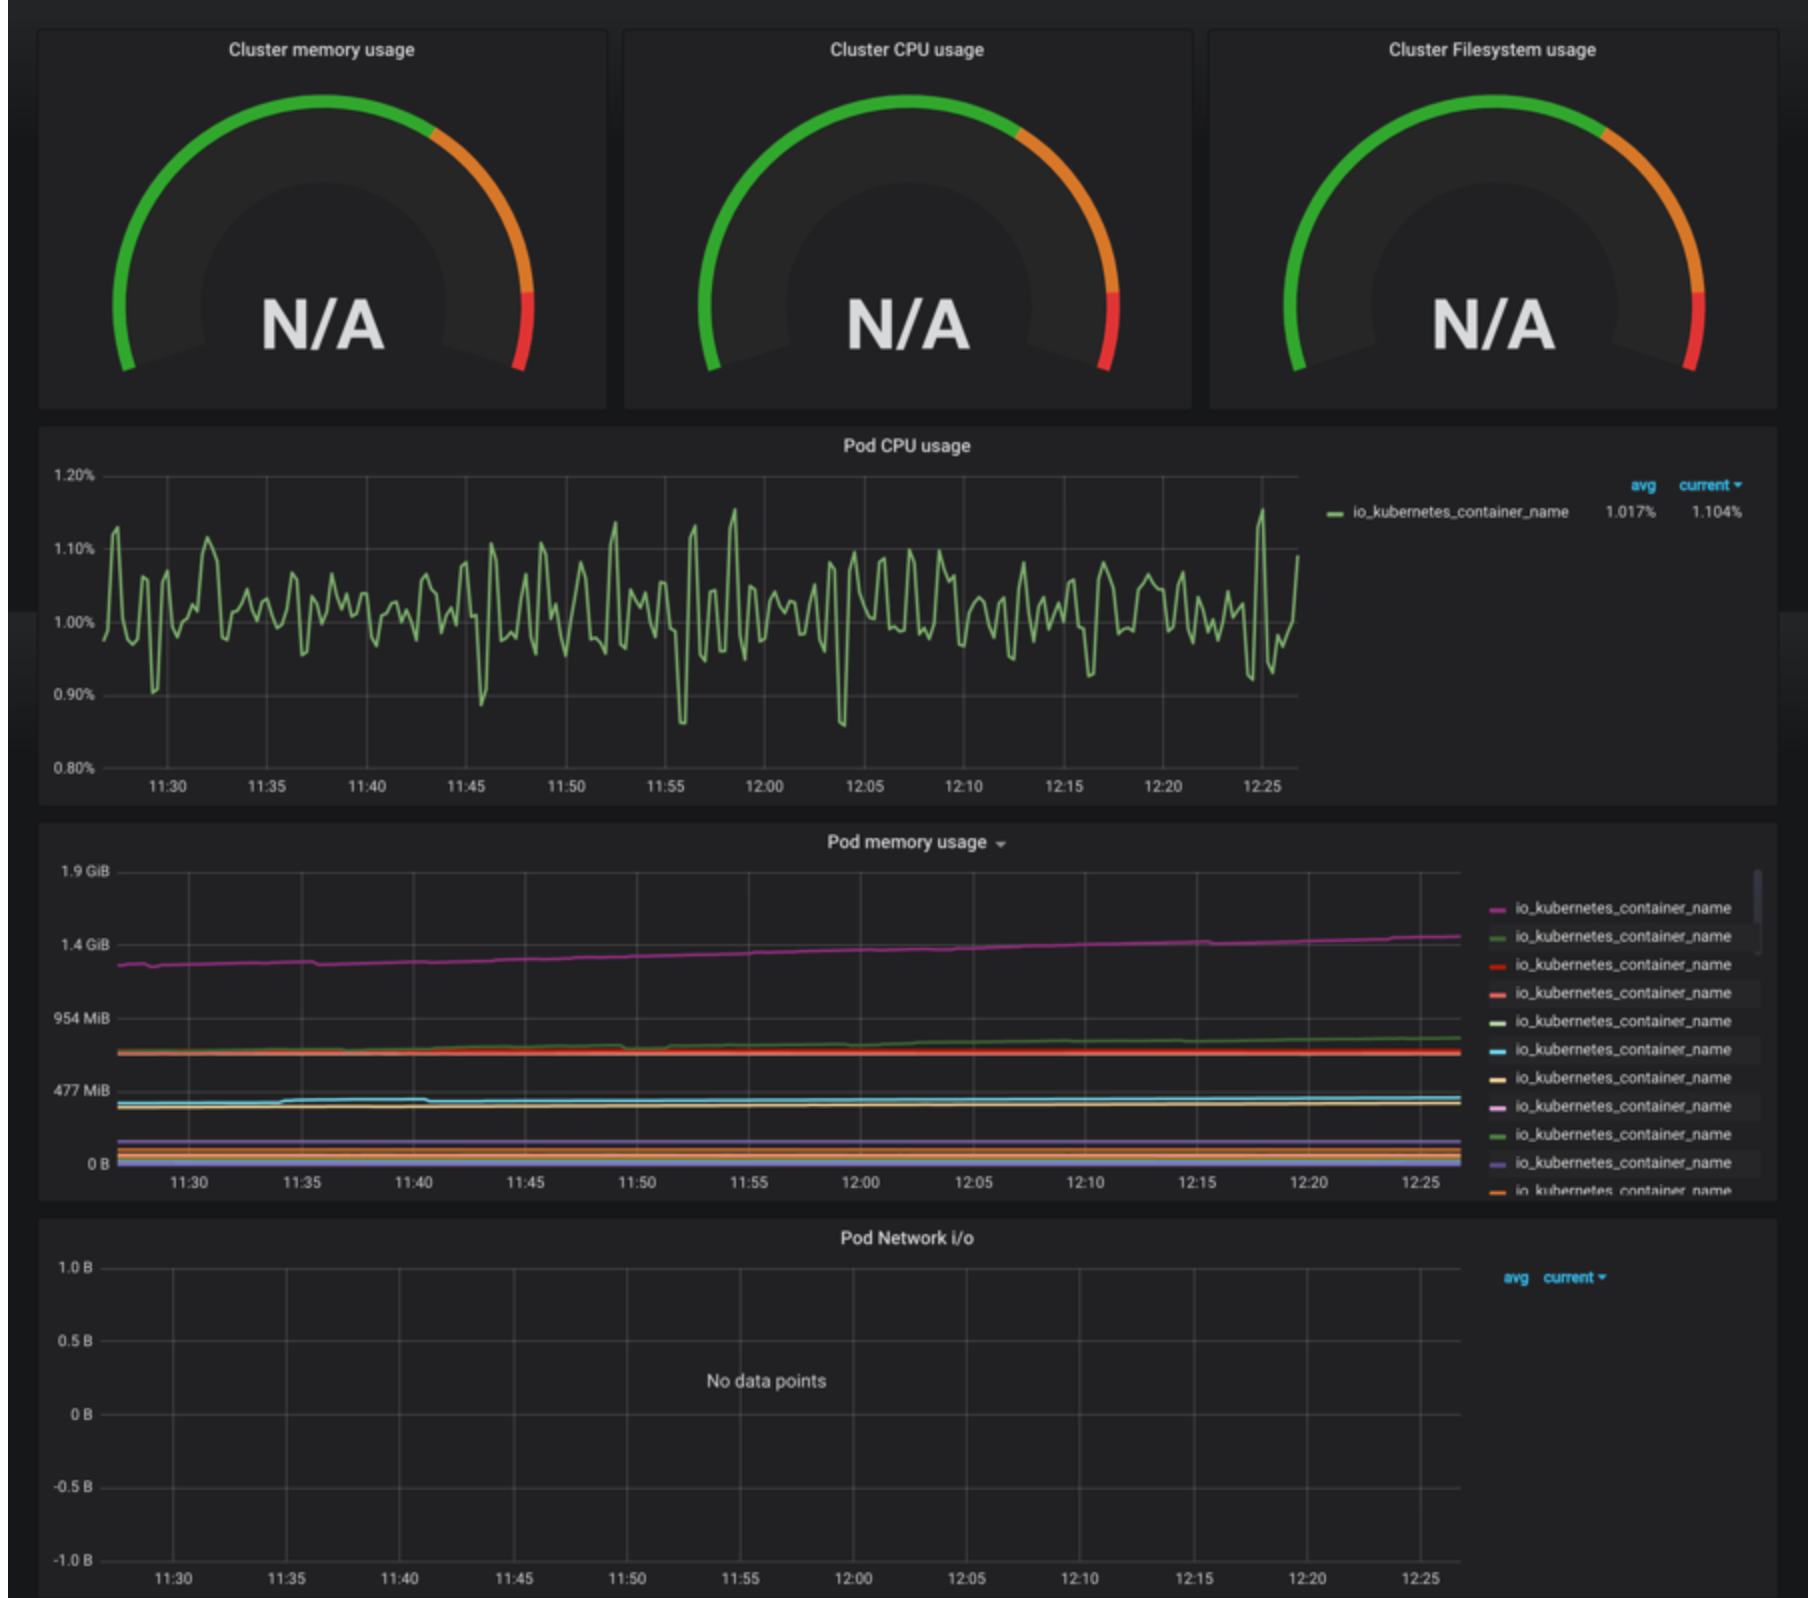 Cluster memory usage
Cluster CPU usage
Cluster Filesystem usage
N/A
N/A
N/A
Pod CPU usage
1.20%
1.10%
1.00%
0.90%
0.80%
11:30 11:35 11:40 11:45 11:50 11:55 12:00 12:05 12:10 12:15 12:20 12:25
avg current
io_kubernetes_container_name 1.017% 1.104%
Pod memory usage
1.9 GiB
1.4 GiB
954 MiB
477 MiB
0 B
11:30 11:35 11:40 11:45 11:50 11:55 12:00 12:05 12:10 12:15 12:20 12:25
io_kubernetes_container_name
io_kubernetes_container_name
io_kubernetes_container_name
io_kubernetes_container_name
io_kubernetes_container_name
io_kubernetes_container_name
io_kubernetes_container_name
io_kubernetes_container_name
io_kubernetes_container_name
io_kubernetes_container_name
io_kubernetes_container_name
Pod Network i/o
1.0 B
0.5 B
0 B
-0.5 B
-1.0 B
No data points
11:30 11:35 11:40 11:45 11:50 11:55 12:00 12:05 12:10 12:15 12:20 12:25
avg current